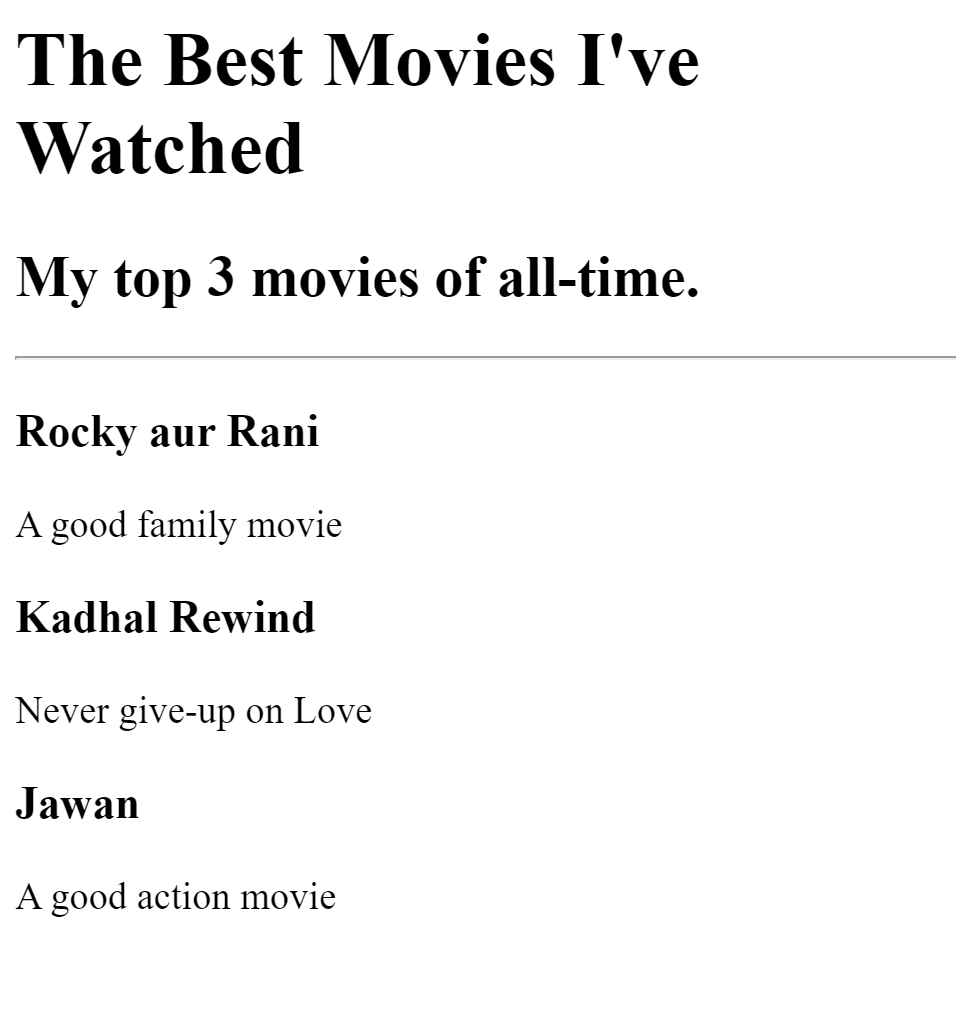 The Best Movies I've
Watched
My top 3 movies of all-time.
Rocky aur Rani
A good family movie
Kadhal Rewind
Never give-up on Love
Jawan
A good action movie